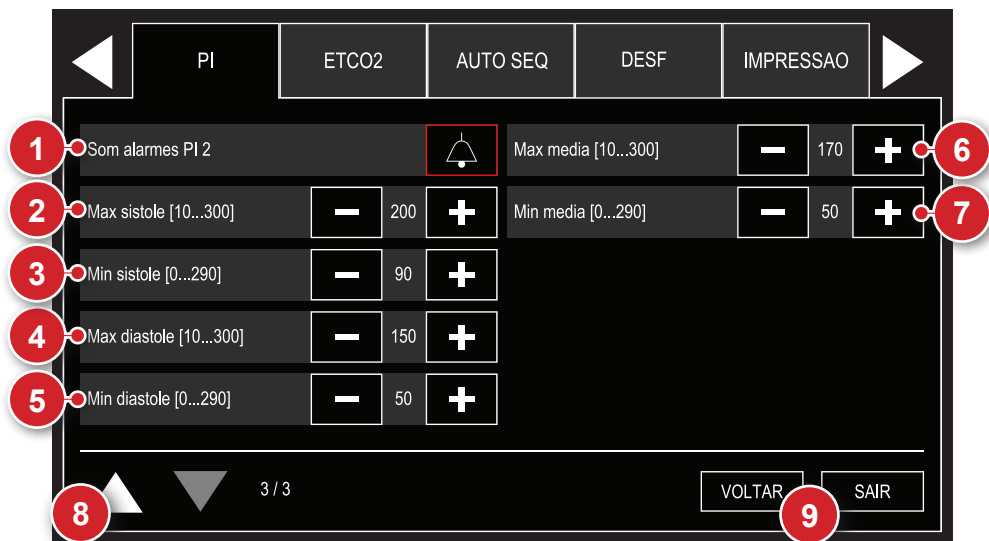 PI
ETCO2
AUTO SEQ
DESF
IMPRESSAO
1
Som alarmes PI 2
2
Max sistole [10...300]
200
3
Min sistole [0...290]
90
4
Max diastole [10...300]
150
5
Min diastole [0...290]
50
Max media [10...300]
170
6
Min media [0...290]
50
7
8
3 / 3
VOLTAR
9
SAIR